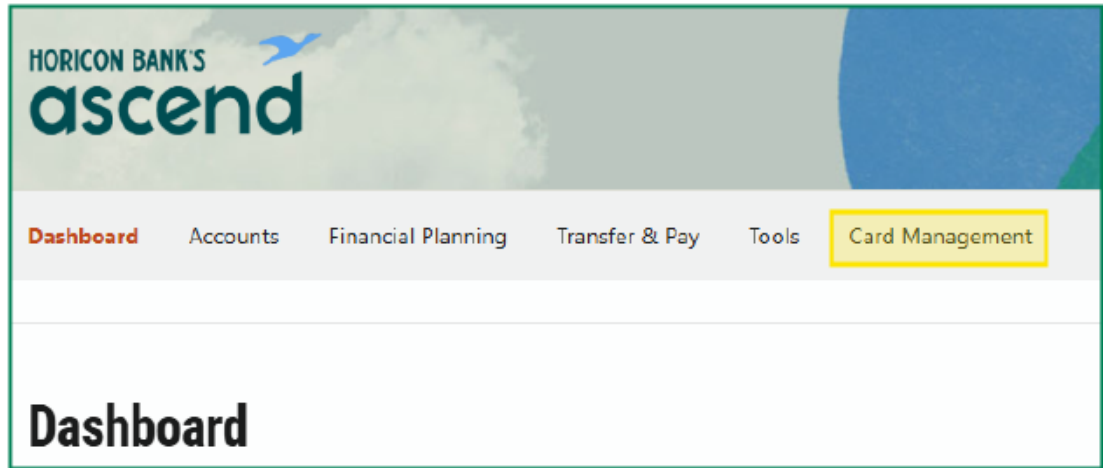 HORICON BANK'S
ascend
Dashboard Accounts Financial Planning Transfer & Pay Tools Card Management
Dashboard